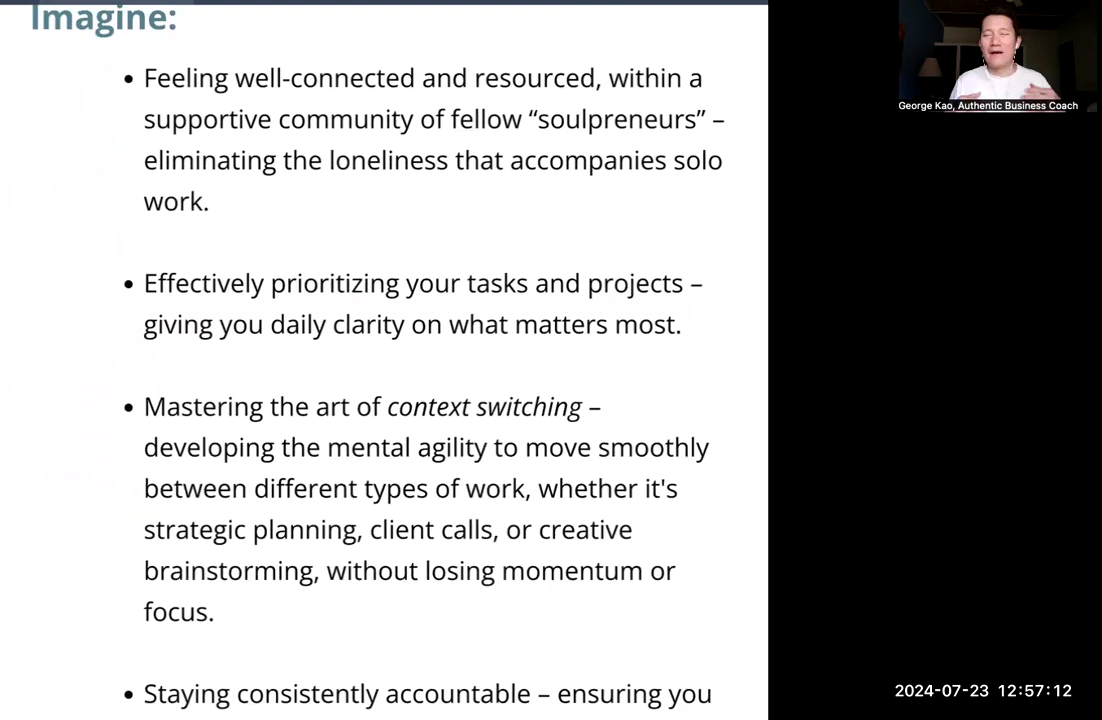 Imagine:
• Feeling well-connected and resourced, within a
supportive community of fellow “soulpreneurs” –
eliminating the loneliness that accompanies solo
work.
• Effectively prioritizing your tasks and projects –
giving you daily clarity on what matters most.
• Mastering the art of context switching –
developing the mental agility to move smoothly
between different types of work, whether it's
strategic planning, client calls, or creative
brainstorming, without losing momentum or
focus.
• Staying consistently accountable – ensuring you
George Kao, Authentic Business Coach
2024-07-23 12:57:12